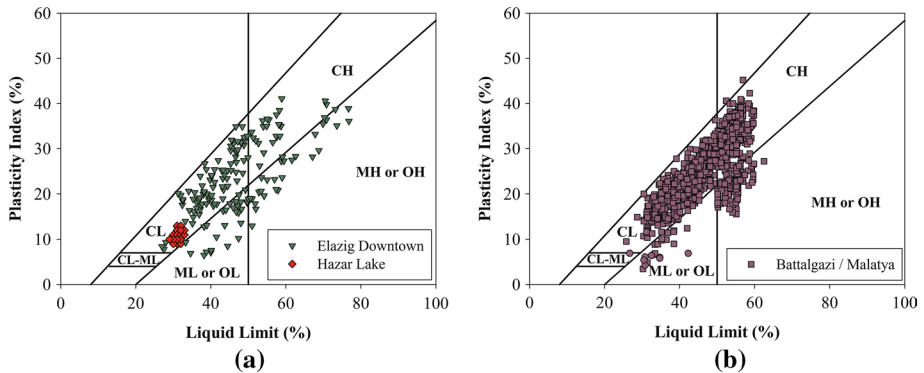 60
50
40
30
20
10
0
Plasticity Index (%)
CH
MH or OH
CL
CL-ML
ML or OL
Elazig Downtown
Hazar Lake
0 20 40 60 80 100
Liquid Limit (%)
(a)
60
50
40
30
20
10
0
Plasticity Index (%)
CH
MH or OH
CL
CL-ML
ML or OL
Battalgazi / Malatya
0 20 40 60 80 100
Liquid Limit (%)
(b)